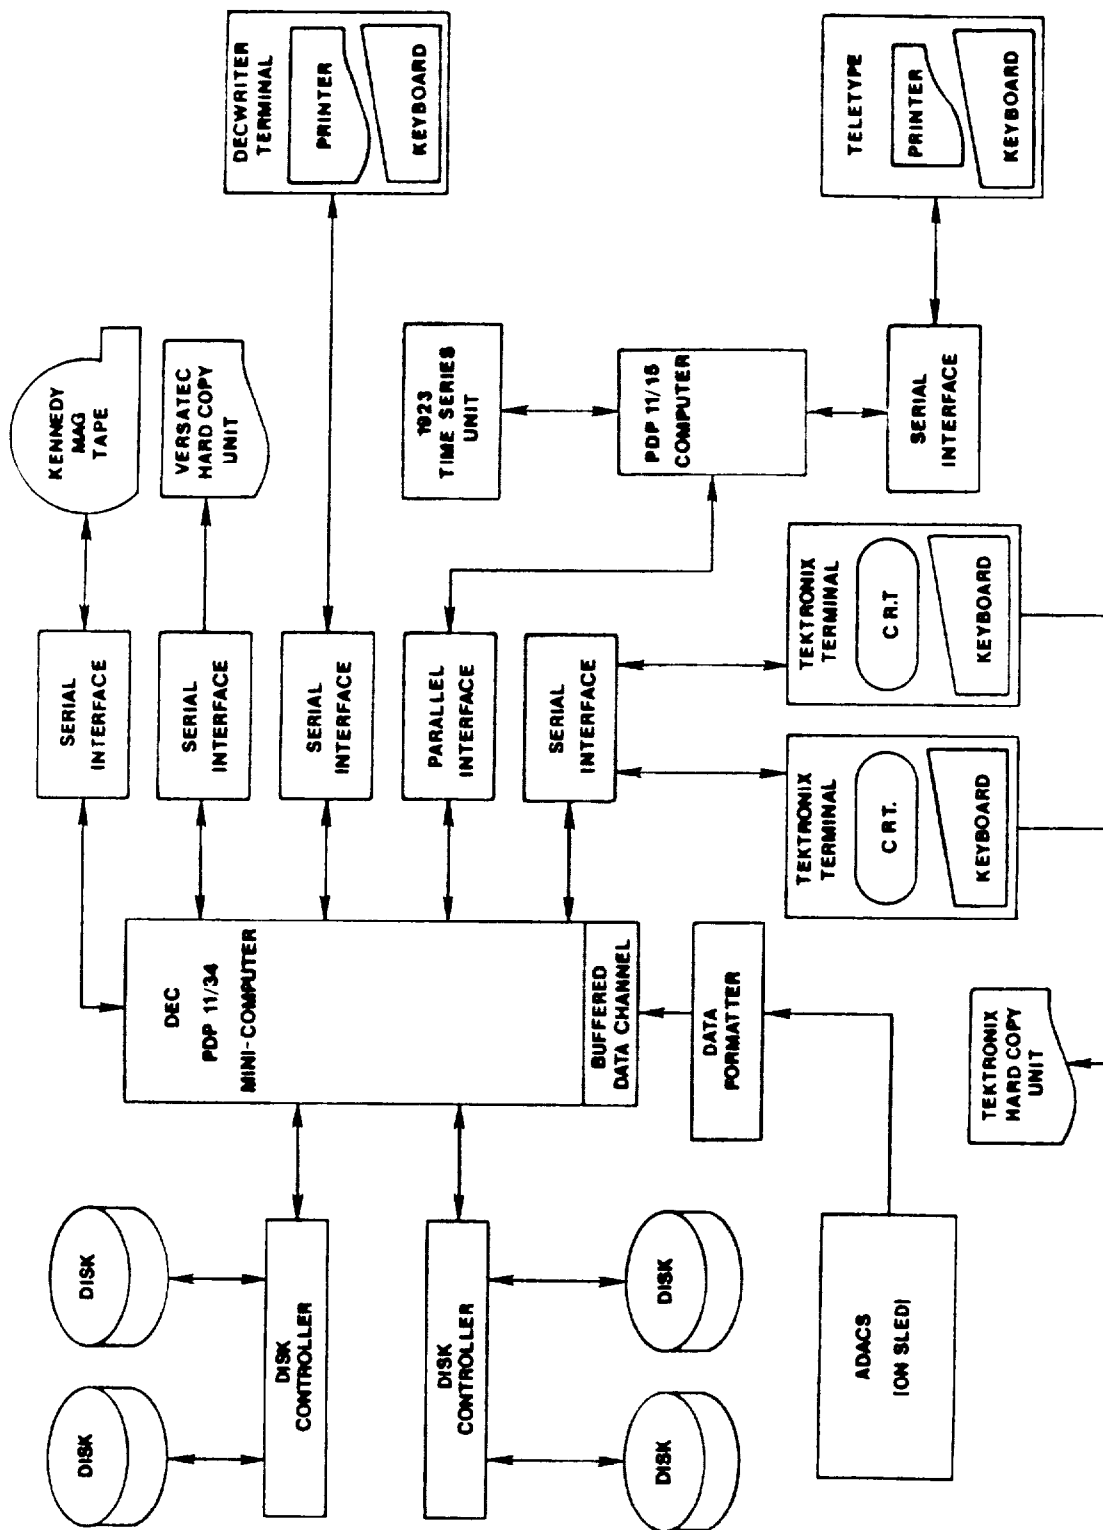 DISK
DISK
KENNEDY
MAG
TAPE
SERIAL
INTERFACE
DEC
PDP 11/34
MINI-COMPUTER
SERIAL
INTERFACE
VERSATEC
HARD COPY
UNIT
DISK
CONTROLLER
SERIAL
INTERFACE
DECWRITER
TERMINAL
PRINTER
KEYBOARD
DISK
CONTROLLER
PARALLEL
INTERFACE
1923
TIME SERIES
UNIT
SERIAL
INTERFACE
BUFFERED
DATA CHANNEL
DISK
DISK
PDP 11/15
COMPUTER
DATA
FORMATTER
TEKTRONIX
TERMINAL
C RT.
KEYBOARD
TEKTRONIX
TERMINAL
C R.T
KEYBOARD
TELETYPE
PRINTER
KEYBOARD
ADACS
(ON SLED)
SERIAL
INTERFACE
TEKTRONIX
HARD COPY
UNIT